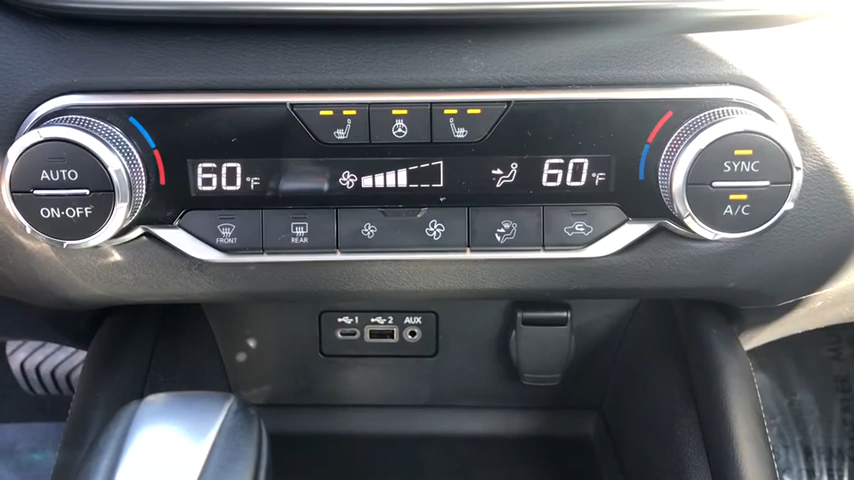 60°F
60°F
AUTO
ON·OFF
SYNC
A/C
FRONT
REAR
1
2
AUX